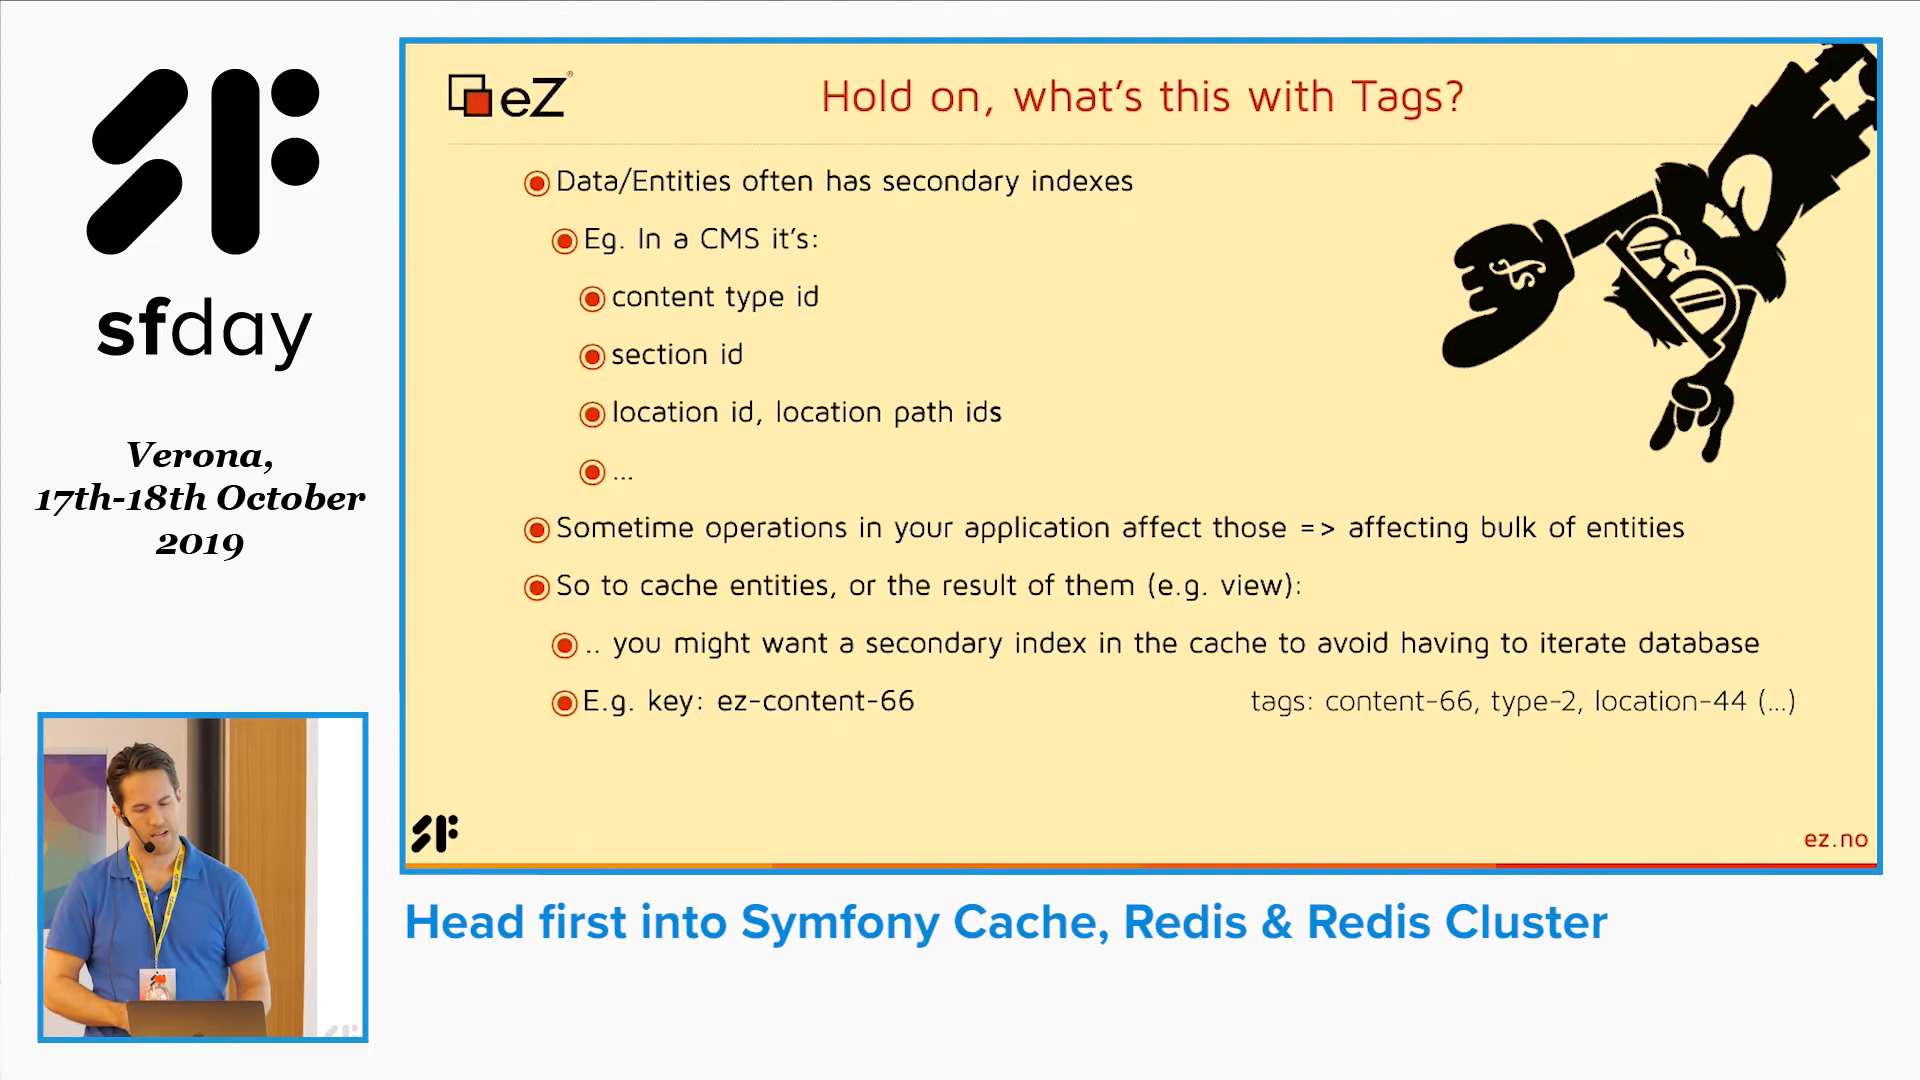 sfday
Verona,
17th-18th October
2019
eZ®
Hold on, what's this with Tags?
Data/Entities often has secondary indexes
Eg. In a CMS it's:
content type id
section id
location id, location path ids
...
Sometime operations in your application affect those => affecting bulk of entities
So to cache entities, or the result of them (e.g. view):
.. you might want a secondary index in the cache to avoid having to iterate database
E.g. key: ez-content-66 tags: content-66, type-2, location-44 (...)
ez.no
Head first into Symfony Cache, Redis & Redis Cluster